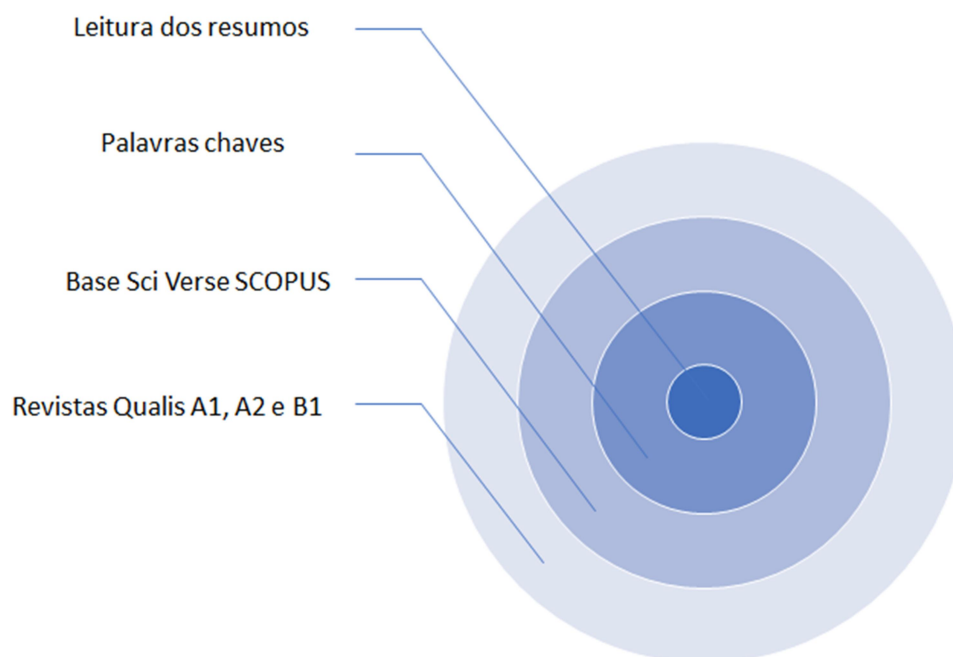 Leitura dos resumos
Palavras chaves
Base Sci Verse SCOPUS
Revistas Qualis A1, A2 e B1